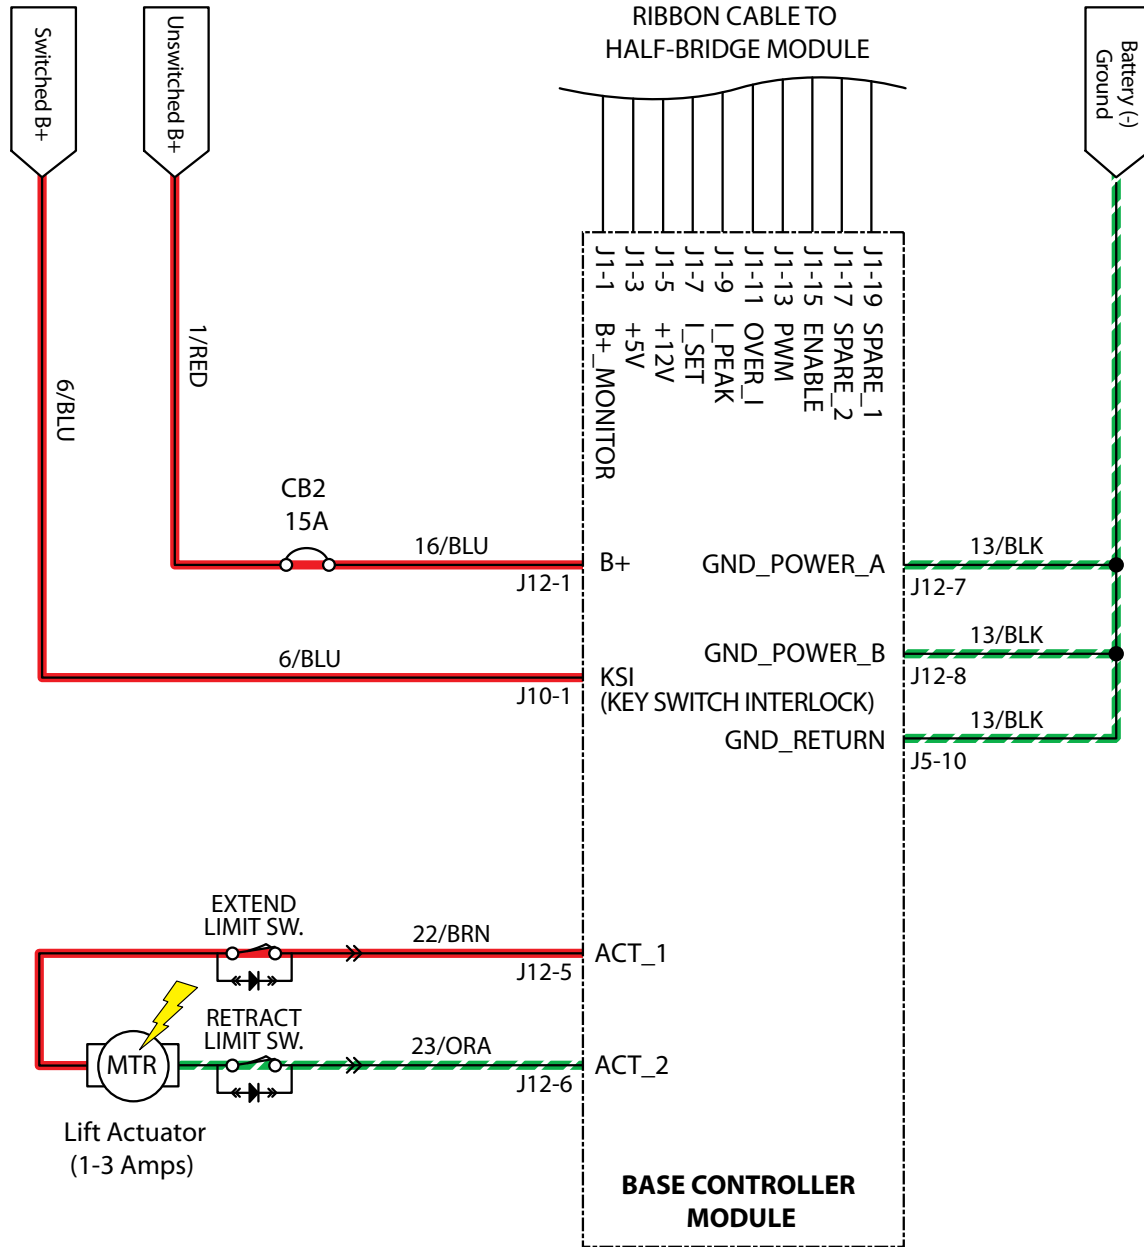 Switched B+
Unswitched B+
RIBBON CABLE TO
HALF-BRIDGE MODULE
Battery (-)
Ground
J1-1 B+_MONITOR
J1-3 +5V
J1-5 +12V
J1-7 I_SET
J1-9 I_PEAK
J1-11 OVER_I
J1-13 PWM
J1-15 ENABLE
J1-17 SPARE_2
J1-19 SPARE_1
6/BLU
1/RED
CB2
15A
16/BLU
J12-1
B+
GND_POWER_A
13/BLK
J12-7
6/BLU
J10-1
KSI
(KEY SWITCH INTERLOCK)
GND_POWER_B
13/BLK
J12-8
GND_RETURN
13/BLK
J5-10
EXTEND
LIMIT SW.
22/BRN
J12-5
ACT_1
RETRACT
LIMIT SW.
23/ORA
J12-6
ACT_2
MTR
Lift Actuator
(1-3 Amps)
BASE CONTROLLER
MODULE